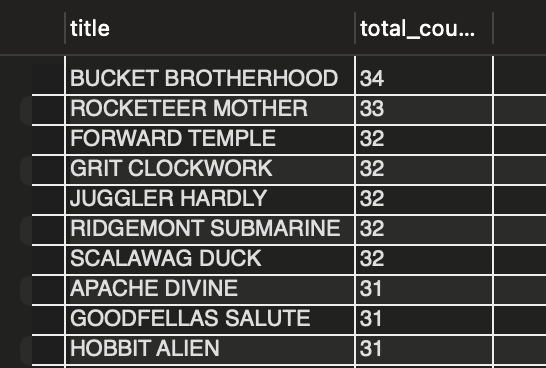 title total_cou...
BUCKET BROTHERHOOD 34
ROCKETEER MOTHER 33
FORWARD TEMPLE 32
GRIT CLOCKWORK 32
JUGGLER HARDLY 32
RIDGEMONT SUBMARINE 32
SCALAWAG DUCK 32
APACHE DIVINE 31
GOODFELLAS SALUTE 31
HOBBIT ALIEN 31